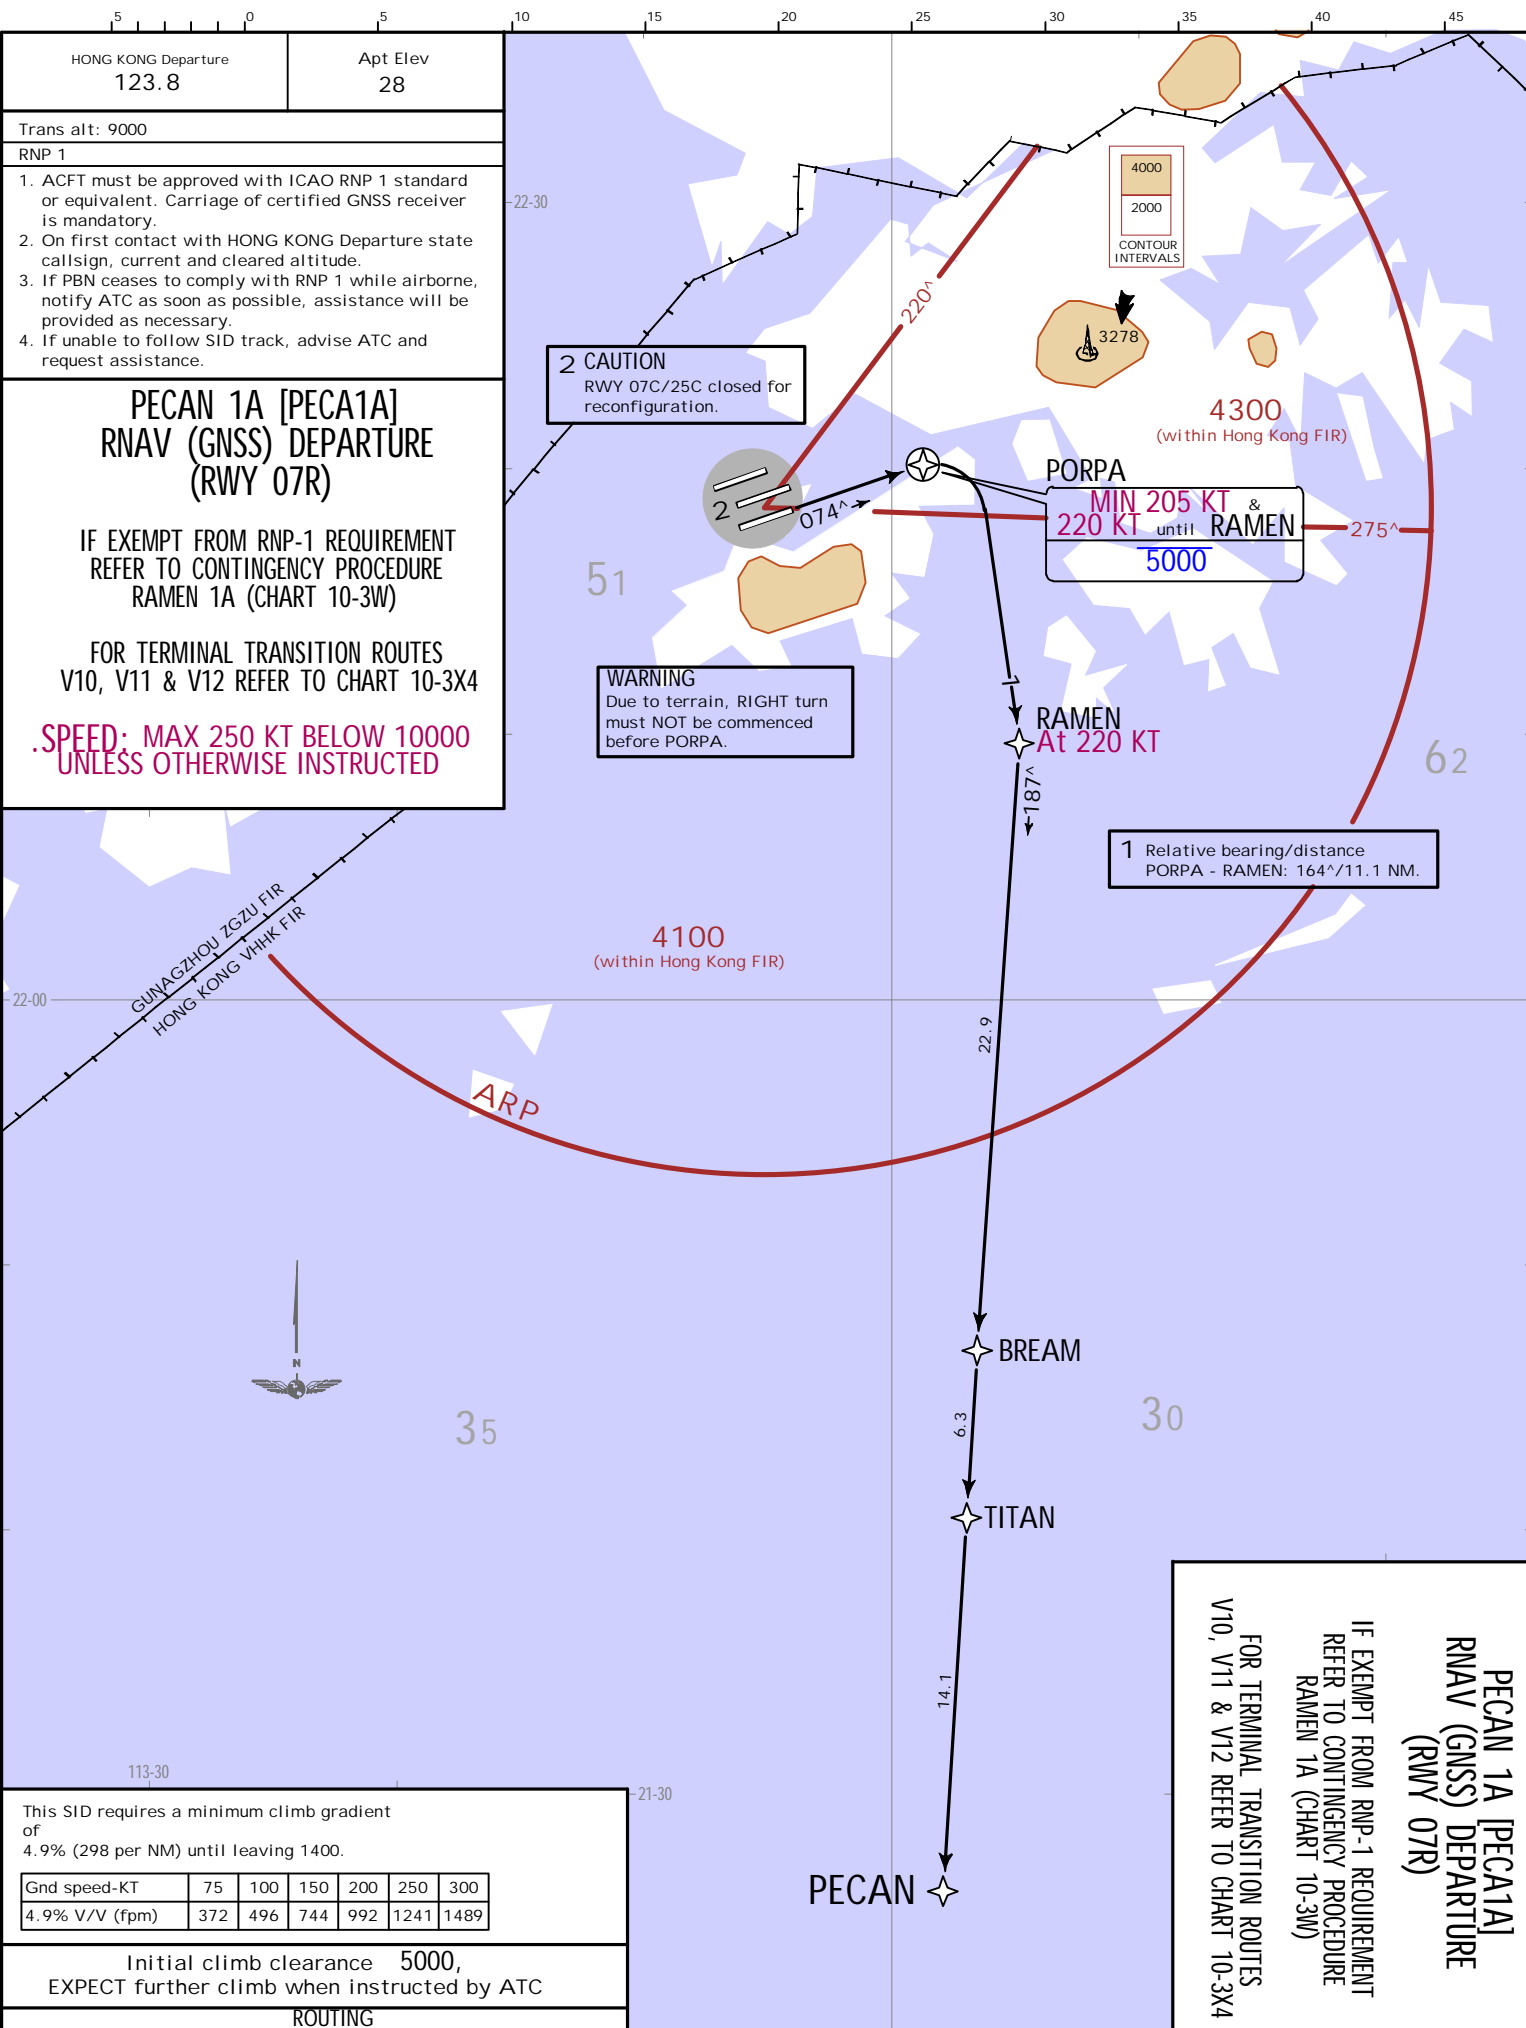 5 0 5 10 15 20 25 30 35 40 45
HONG KONG Departure
123.8
Apt Elev
28
Trans alt: 9000
RNP 1
1. ACFT must be approved with ICAO RNP 1 standard
or equivalent. Carriage of certified GNSS receiver
is mandatory.
2. On first contact with HONG KONG Departure state
callsign, current and cleared altitude.
3. If PBN ceases to comply with RNP 1 while airborne,
notify ATC as soon as possible, assistance will be
provided as necessary.
4. If unable to follow SID track, advise ATC and
request assistance.
PECAN 1A [PECA1A]
RNAV (GNSS) DEPARTURE
(RWY 07R)
IF EXEMPT FROM RNP-1 REQUIREMENT
REFER TO CONTINGENCY PROCEDURE
RAMEN 1A (CHART 10-3W)
FOR TERMINAL TRANSITION ROUTES
V10, V11 & V12 REFER TO CHART 10-3X4
.SPEED: MAX 250 KT BELOW 10000
UNLESS OTHERWISE INSTRUCTED
22-30
4000
2000
CONTOUR
INTERVALS
220^
3278
2 CAUTION
RWY 07C/25C closed for
reconfiguration.
4300
(within Hong Kong FIR)
PORPA
MIN 205 KT &
220 KT until RAMEN
5000
275^
2
074^
51
WARNING
Due to terrain, RIGHT turn
must NOT be commenced
before PORPA.
1
RAMEN
At 220 KT
187^
62
1 Relative bearing/distance
PORPA - RAMEN: 164^/11.1 NM.
GUNAGZHOU ZGZU FIR
HONG KONG VHHK FIR
4100
(within Hong Kong FIR)
22-00
22.9
ARP
N
BREAM
35
6.3
30
TITAN
14.1
113-30
21-30
PECAN
This SID requires a minimum climb gradient
of
4.9% (298 per NM) until leaving 1400.
Gnd speed-KT 75 100 150 200 250 300
4.9% V/V (fpm) 372 496 744 992 1241 1489
Initial climb clearance 5000,
EXPECT further climb when instructed by ATC
ROUTING
PECAN 1A [PECA1A]
RNAV (GNSS) DEPARTURE
(RWY 07R)
IF EXEMPT FROM RNP-1 REQUIREMENT
REFER TO CONTINGENCY PROCEDURE
RAMEN 1A (CHART 10-3W)
FOR TERMINAL TRANSITION ROUTES
V10, V11 & V12 REFER TO CHART 10-3X4